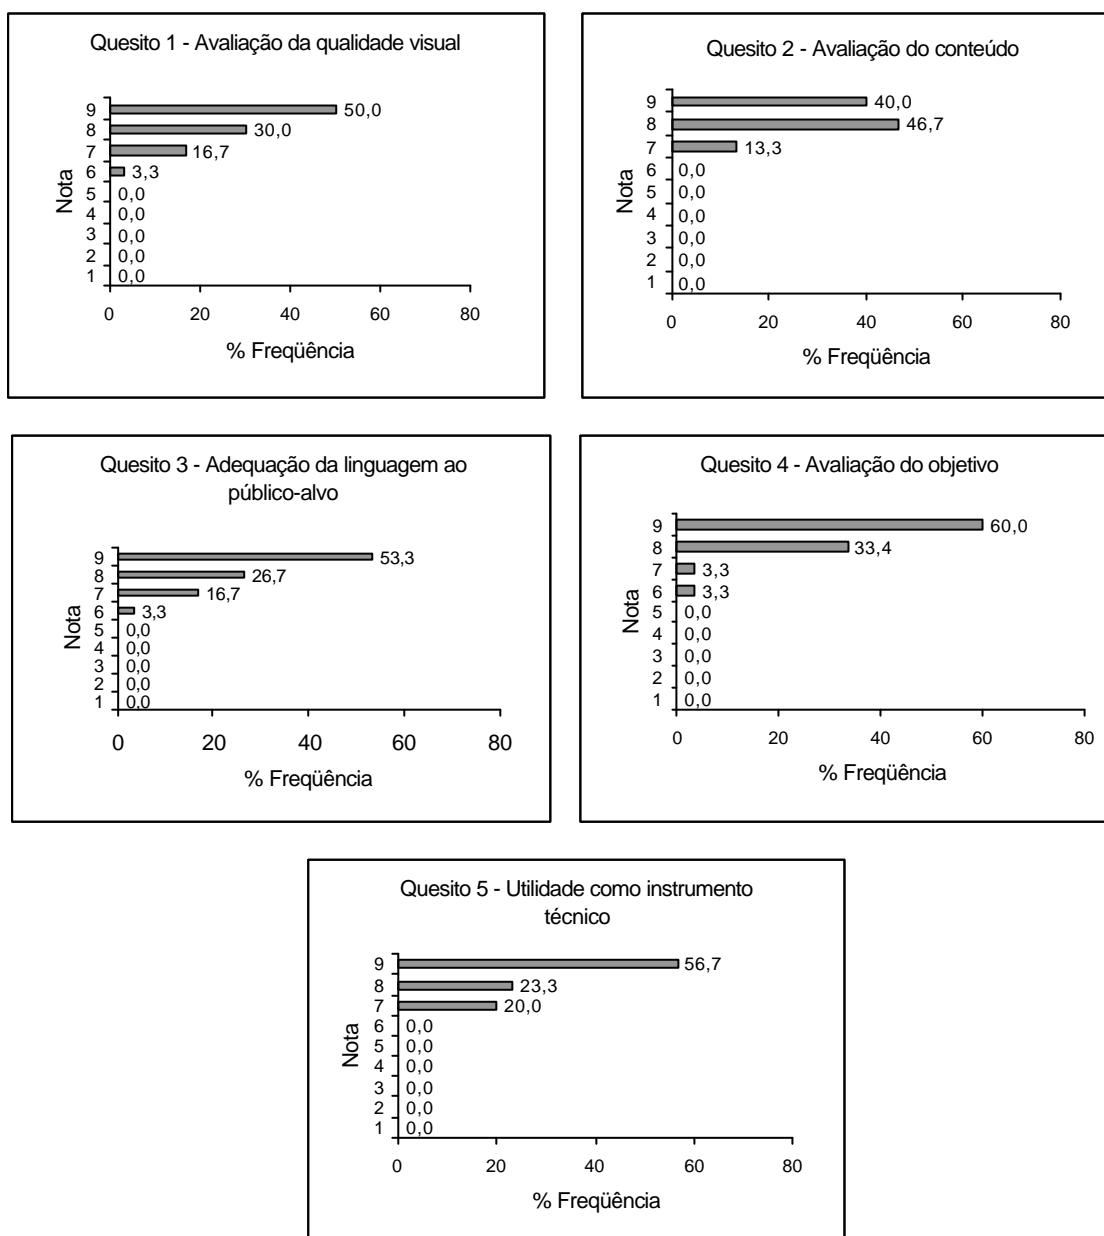 Quesito 1 - Avaliação da qualidade visual
Nota
9 50,0
8 30,0
7 16,7
6 3,3
5 0,0
4 0,0
3 0,0
2 0,0
1 0,0
0 20 40 60 80
% Freqüência
Quesito 2 - Avaliação do conteúdo
Nota
9 40,0
8 46,7
7 13,3
6 0,0
5 0,0
4 0,0
3 0,0
2 0,0
1 0,0
0 20 40 60 80
% Freqüência
Quesito 3 - Adequação da linguagem ao
público-alvo
Nota
9 53,3
8 26,7
7 16,7
6 3,3
5 0,0
4 0,0
3 0,0
2 0,0
1 0,0
0 20 40 60 80
% Freqüência
Quesito 4 - Avaliação do objetivo
Nota
9 60,0
8 33,4
7 3,3
6 3,3
5 0,0
4 0,0
3 0,0
2 0,0
1 0,0
0 20 40 60 80
% Freqüência
Quesito 5 - Utilidade como instrumento
técnico
Nota
9 56,7
8 23,3
7 20,0
6 0,0
5 0,0
4 0,0
3 0,0
2 0,0
1 0,0
0 20 40 60 80
% Freqüência